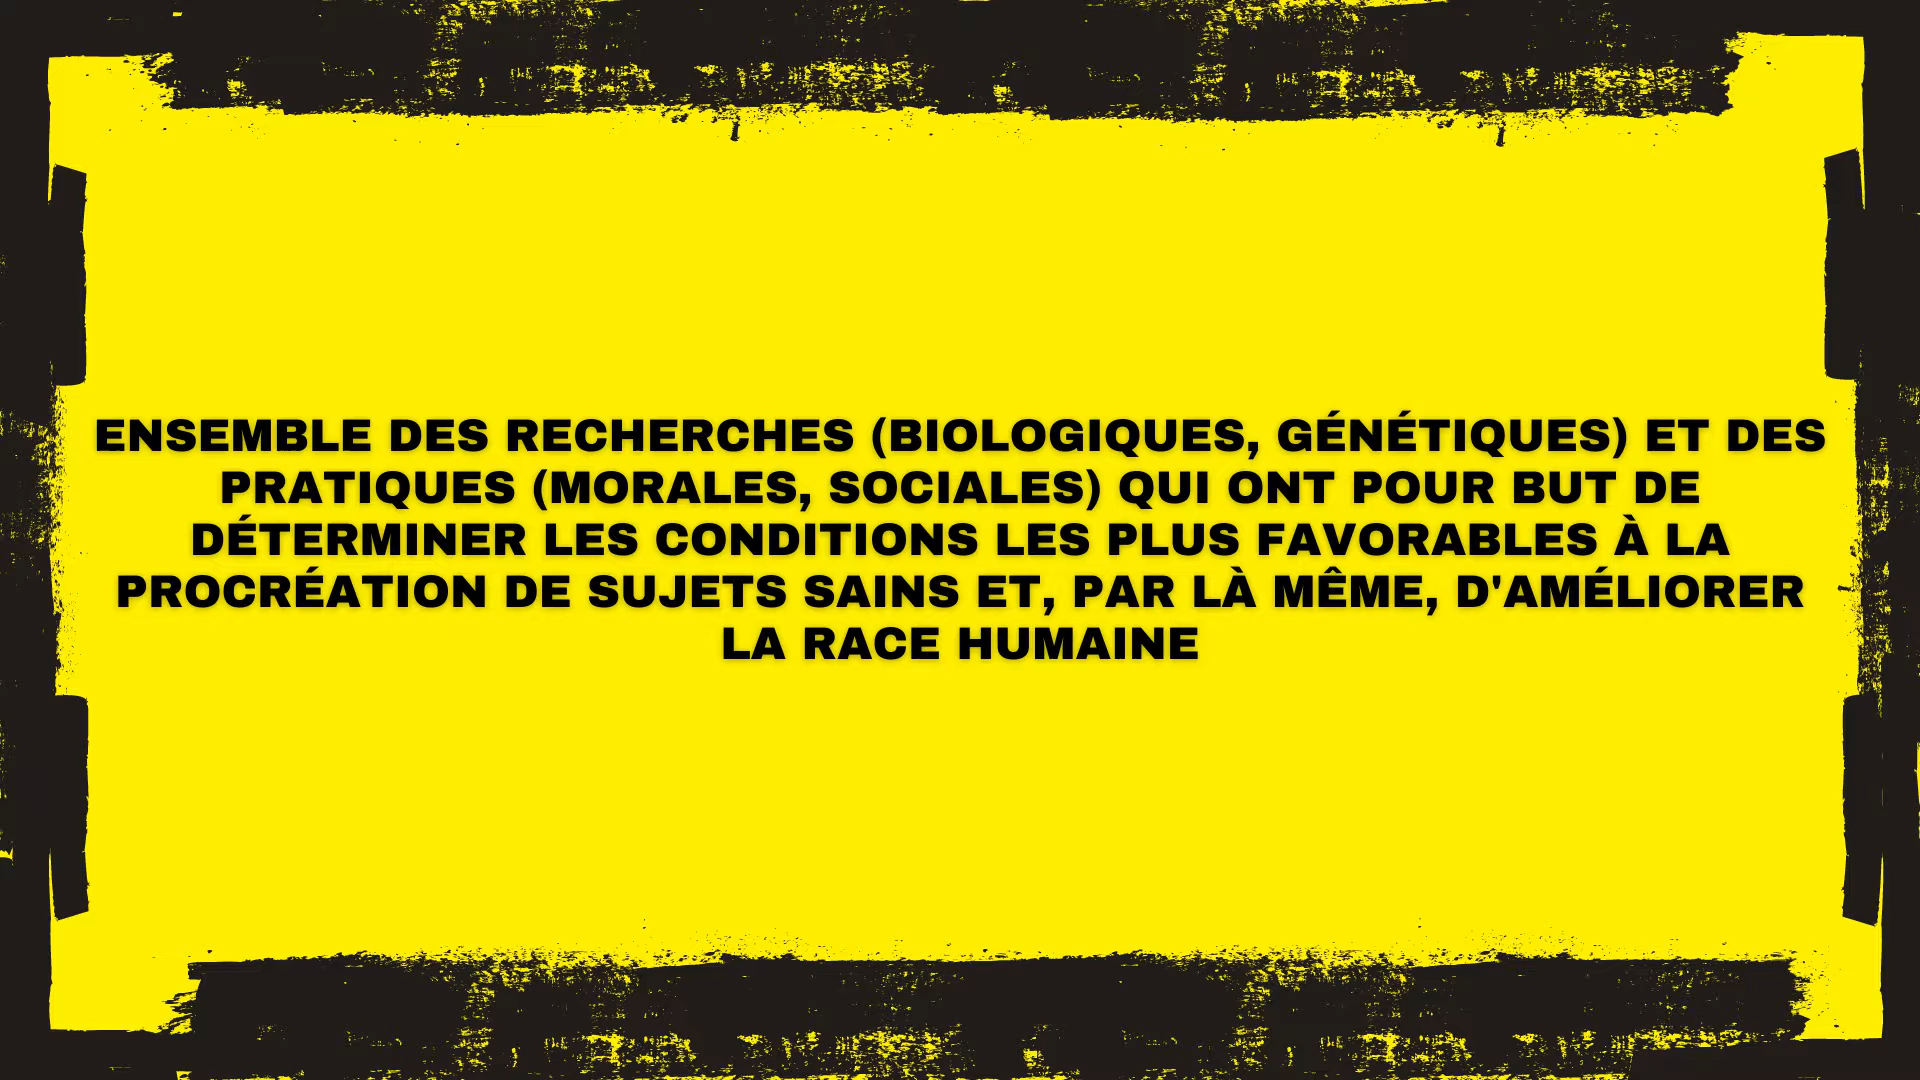 ENSEMBLE DES RECHERCHES (BIOLOGIQUES, GÉNÉTIQUES) ET DES
PRATIQUES (MORALES, SOCIALES) QUI ONT POUR BUT DE
DÉTERMINER LES CONDITIONS LES PLUS FAVORABLES À LA
PROCRÉATION DE SUJETS SAINS ET, PAR LÀ MÊME, D'AMÉLIORER
LA RACE HUMAINE